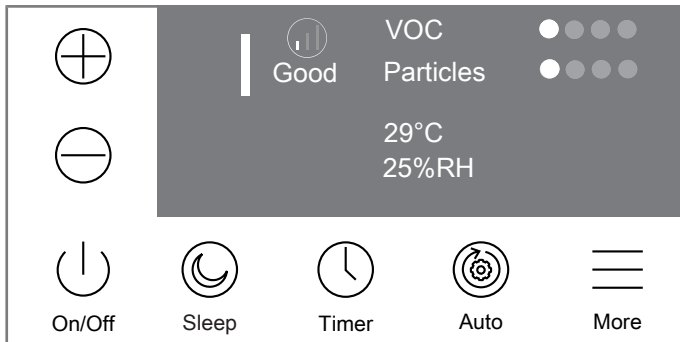 VOC
Good
Particles
29°C
25%RH
On/Off
Sleep
Timer
Auto
More